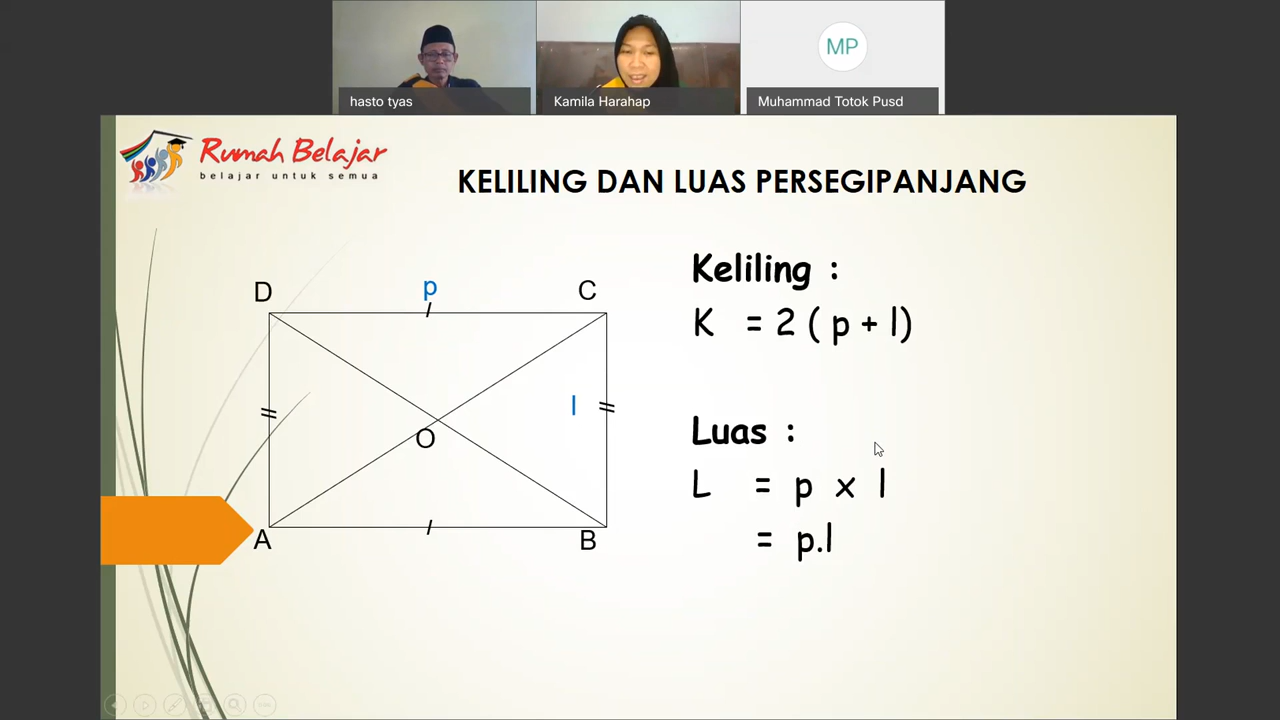 hasto tyas
Kamila Harahap
MP
Muhammad Totok Pusd
Rumah Belajar
belajar untuk semua
KELILING DAN LUAS PERSEGIPANJANG
D
p
C
l
O
A
B
Keliling :
K = 2 ( p + l)
Luas :
L = p x l
= p.l